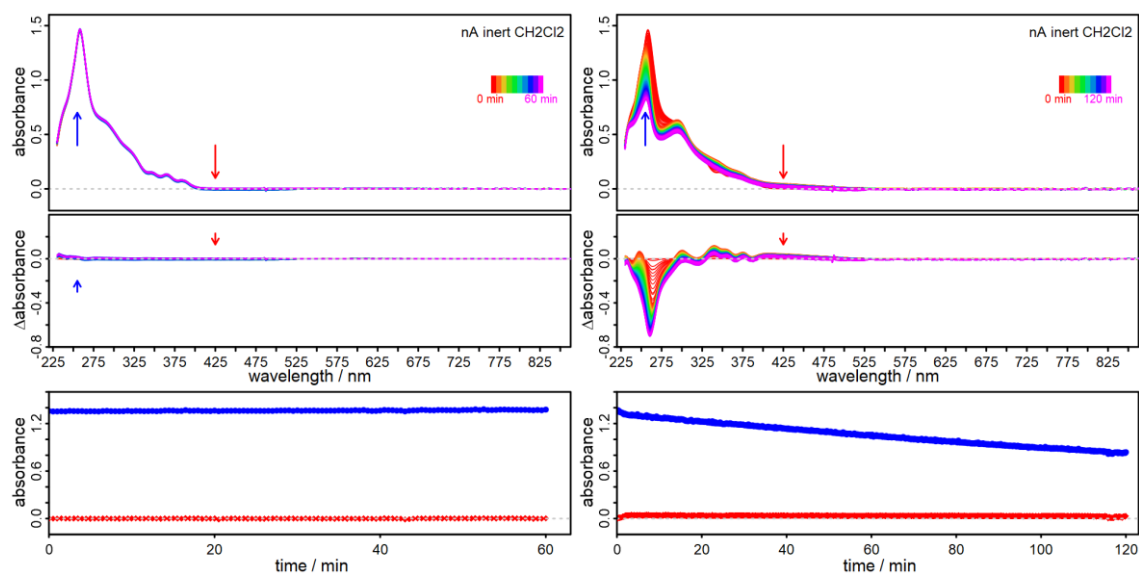 nA inert CH2Cl2
absorbance
0.0 0.5 1.0 1.5
0 min 60 min
Δabsorbance
-0.8 -0.4 0.0
225 275 325 375 425 475 525 575 625 675 725 775 825
wavelength / nm
absorbance
0.0 0.6 1.2
0 20 40 60
time / min
nA inert CH2Cl2
absorbance
0.0 0.5 1.0 1.5
0 min 120 min
Δabsorbance
-0.8 -0.4 0.0
225 275 325 375 425 475 525 575 625 675 725 775 825
wavelength / nm
absorbance
0.0 0.6 1.2
0 20 40 60 80 100 120
time / min